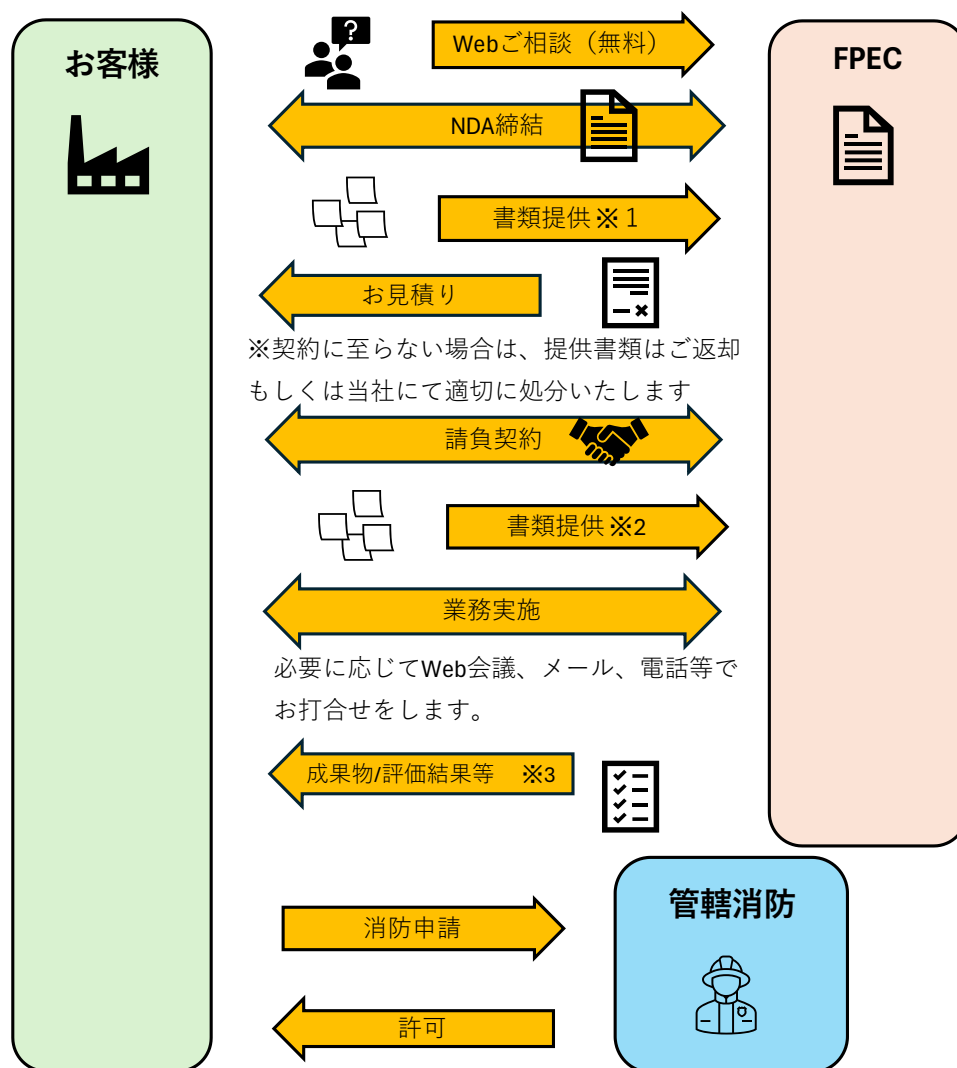 お客様
FPEC
Webご相談（無料）
?
NDA締結
書類提供 ※１
お見積り
※契約に至らない場合は、提供書類はご返却
もしくは当社にて適切に処分いたします
請負契約
書類提供 ※2
業務実施
必要に応じてWeb会議、メール、電話等で
お打合せをします。
成果物/評価結果等　※3
管轄消防
消防申請
許可